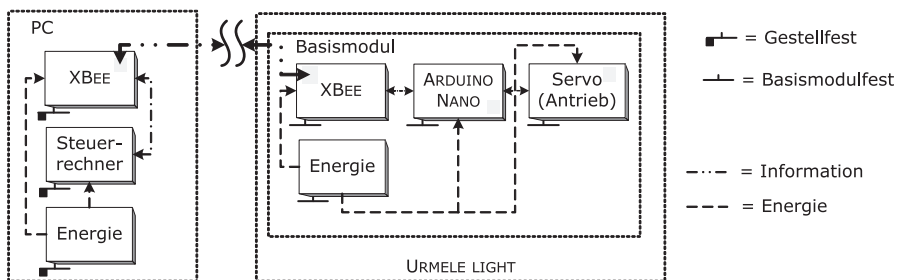 PC
XBEE
Steuer-
rechner
Energie
Basismodul
XBEE
ARDUINO
NANO
Servo
(Antrieb)
Energie
URMELE LIGHT
= Gestellfest
= Basismodulfest
= Information
= Energie